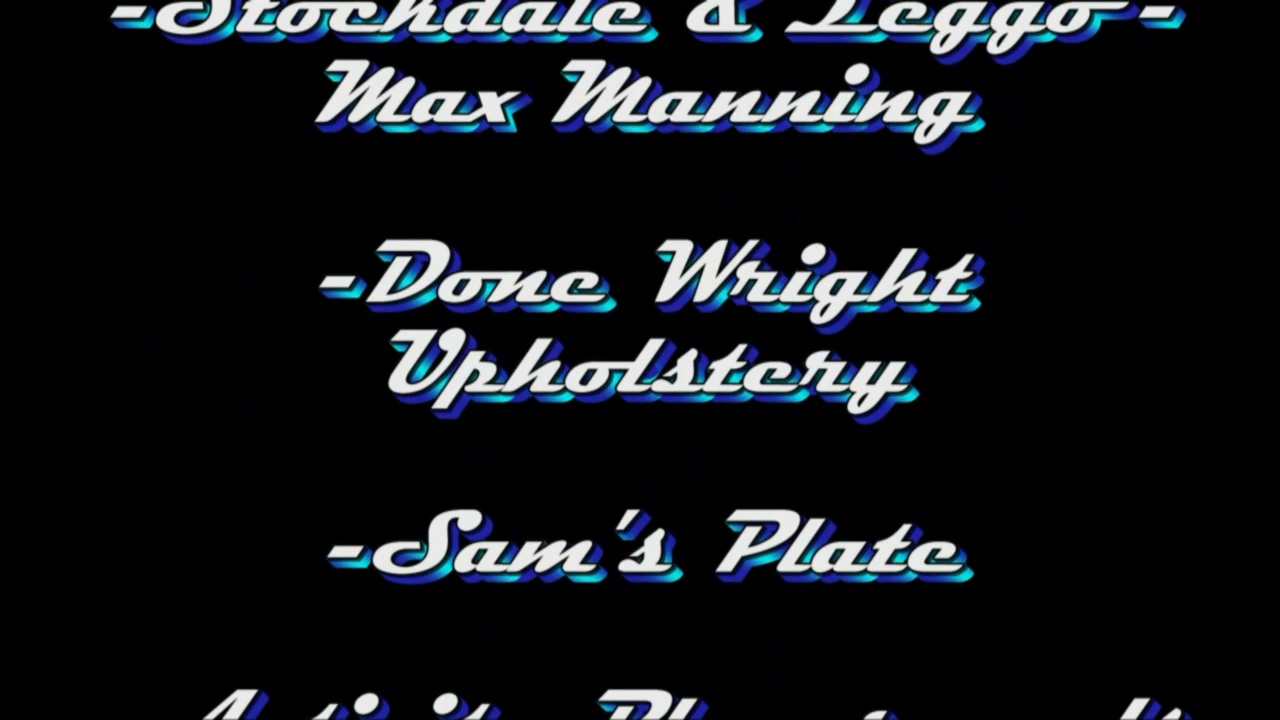 -Stockdale & Leggo -
Max Manning
-Done Wright
Upholstery
-Sam's Plate